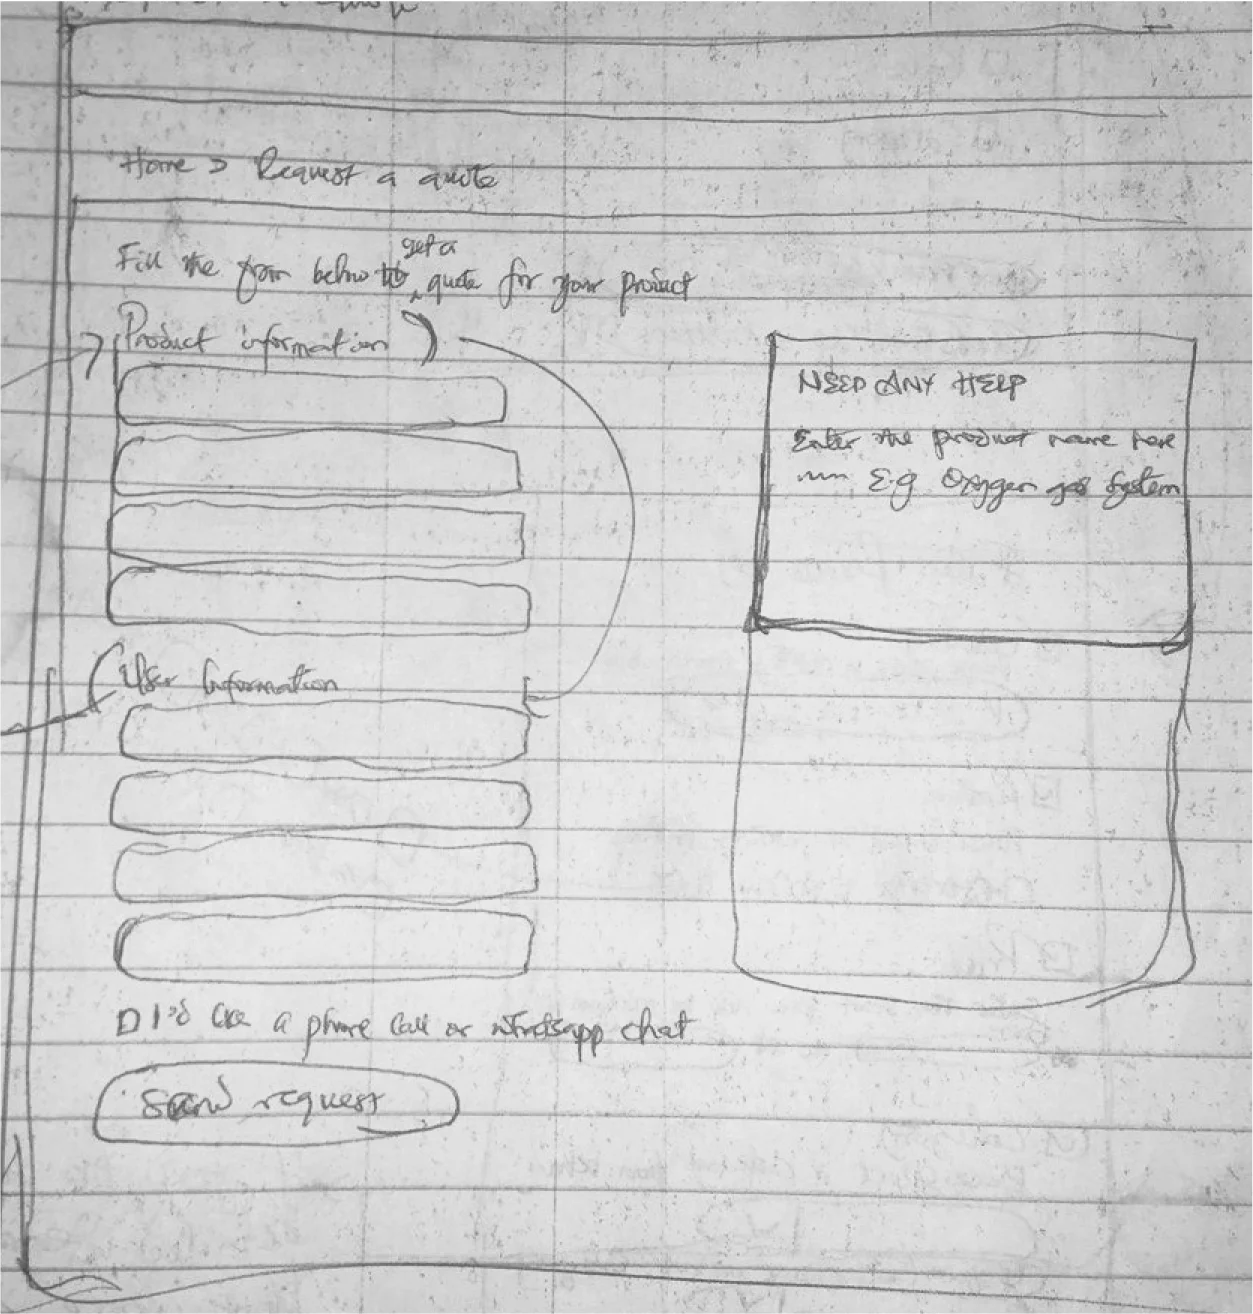 Home > Request a quote
Fill the from below to get a quote for your product
Product information
NEED ANY HELP
Enter the product name here
E.g Oxygen gas System
User Information
I'd like a phone call or whatsapp chat
Send request